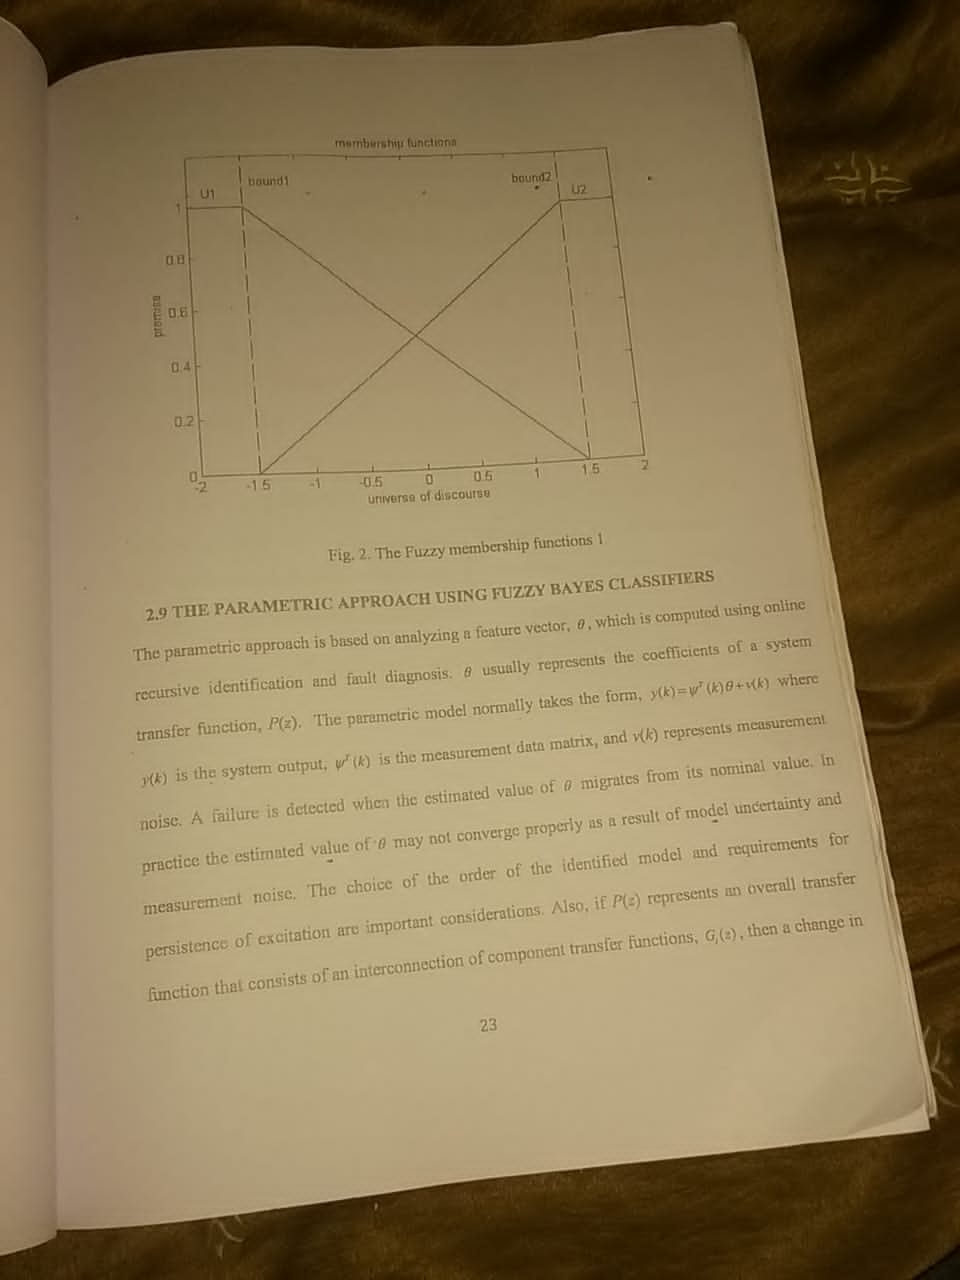 membership functions
U1
bound1
bound2
U2
1
0.8
0.6
0.4
0.2
0
premise
-2
-1.5
-1
-0.5
0
0.5
1
1.5
2
universe of discourse
Fig. 2. The Fuzzy membership functions 1
2.9 THE PARAMETRIC APPROACH USING FUZZY BAYES CLASSIFIERS
The parametric approach is based on analyzing a feature vector, θ, which is computed using online
recursive identification and fault diagnosis. θ usually represents the coefficients of a system
transfer function, P(z). The parametric model normally takes the form, y(k)=ψᵀ(k)θ+v(k) where
y(k) is the system output, ψᵀ(k) is the measurement data matrix, and v(k) represents measurement
noise. A failure is detected when the estimated value of θ migrates from its nominal value. In
practice the estimated value of θ may not converge properly as a result of model uncertainty and
measurement noise. The choice of the order of the identified model and requirements for
persistence of excitation are important considerations. Also, if P(z) represents an overall transfer
function that consists of an interconnection of component transfer functions, Gᵢ(z), then a change in
23